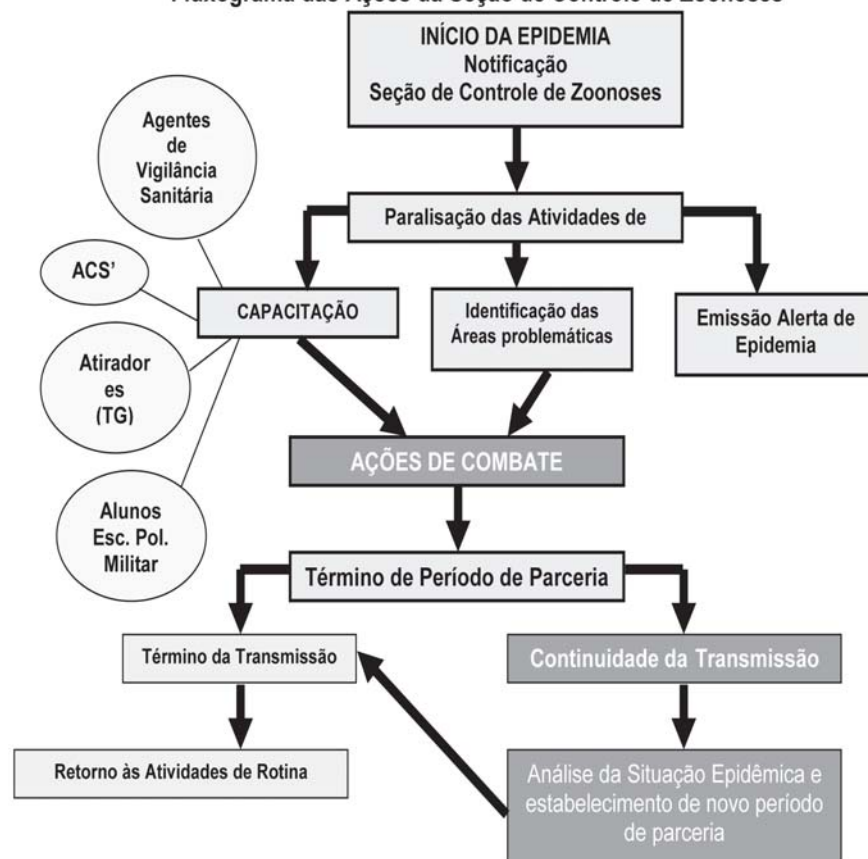 Fluxograma das Ações da Seção de Controle de Zoonoses
INÍCIO DA EPIDEMIA
Notificação
Seção de Controle de Zoonoses
Agentes
de
Vigilância
Sanitária
Paralisação das Atividades de
ACS'
CAPACITAÇÃO
Identificação das
Áreas problemáticas
Emissão Alerta de
Epidemia
Atirador
es
(TG)
AÇÕES DE COMBATE
Alunos
Esc. Pol.
Militar
Término de Período de Parceria
Término da Transmissão
Continuidade da Transmissão
Retorno às Atividades de Rotina
Análise da Situação Epidêmica e
estabelecimento de novo período
de parceria